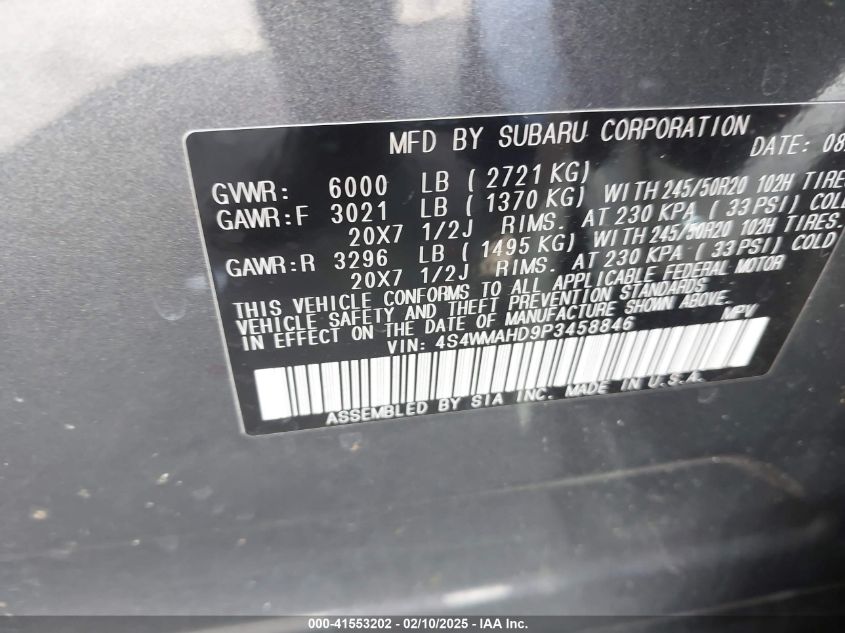 MFD BY SUBARU CORPORATION
DATE: 08
GVWR: 6000 LB ( 2721 KG)
GAWR:F 3021 LB ( 1370 KG) WITH 245/50R20 102H TIRE
20X7 1/2J RIMS. AT 230 KPA ( 33 PSI) COLD
GAWR:R 3296 LB ( 1495 KG) WITH 245/50R20 102H TIRES.
20X7 1/2J RIMS. AT 230 KPA ( 33 PSI) COLD
THIS VEHICLE CONFORMS TO ALL APPLICABLE FEDERAL MOTOR
VEHICLE SAFETY AND THEFT PREVENTION STANDARDS
IN EFFECT ON THE DATE OF MANUFACTURE SHOWN ABOVE.
VIN: 4S4WMAHD9P3458846 MPV
ASSEMBLED BY SIA INC. MADE IN U.S.A.
000-41553202 - 02/10/2025 - IAA Inc.